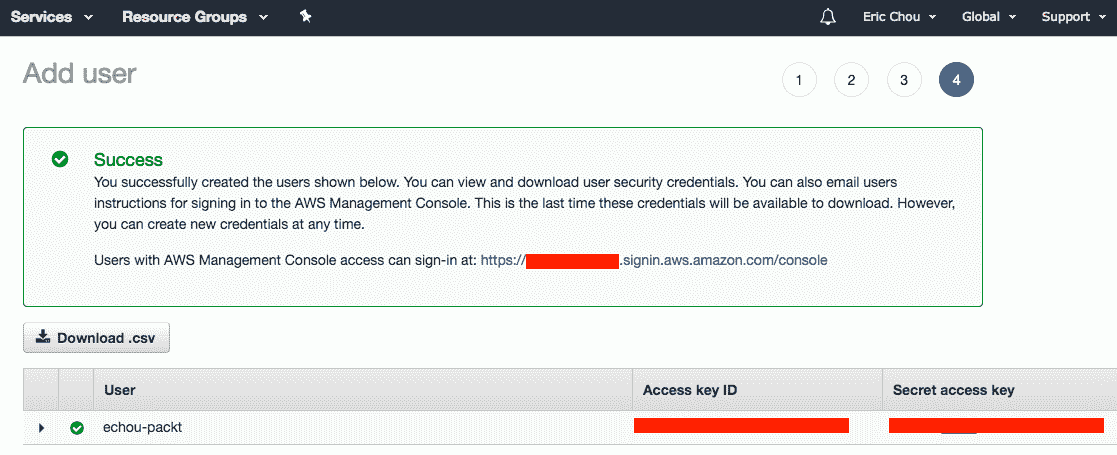 Services Resource Groups Eric Chou Global Support
Add user 1 2 3 4
Success
You successfully created the users shown below. You can view and download user security credentials. You can also email users
instructions for signing in to the AWS Management Console. This is the last time these credentials will be available to download. However,
you can create new credentials at any time.
Users with AWS Management Console access can sign-in at: https:// .signin.aws.amazon.com/console
Download .csv
User Access key ID Secret access key
echou-packt